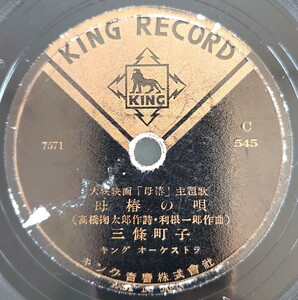 KING RECORD
KING
7571
C
545
大映映画「母椿」主題歌
母椿の唄
(高橋掬太郎作詩・利根一郎作曲)
三條町子
キング オーケストラ
キング音響株式會社